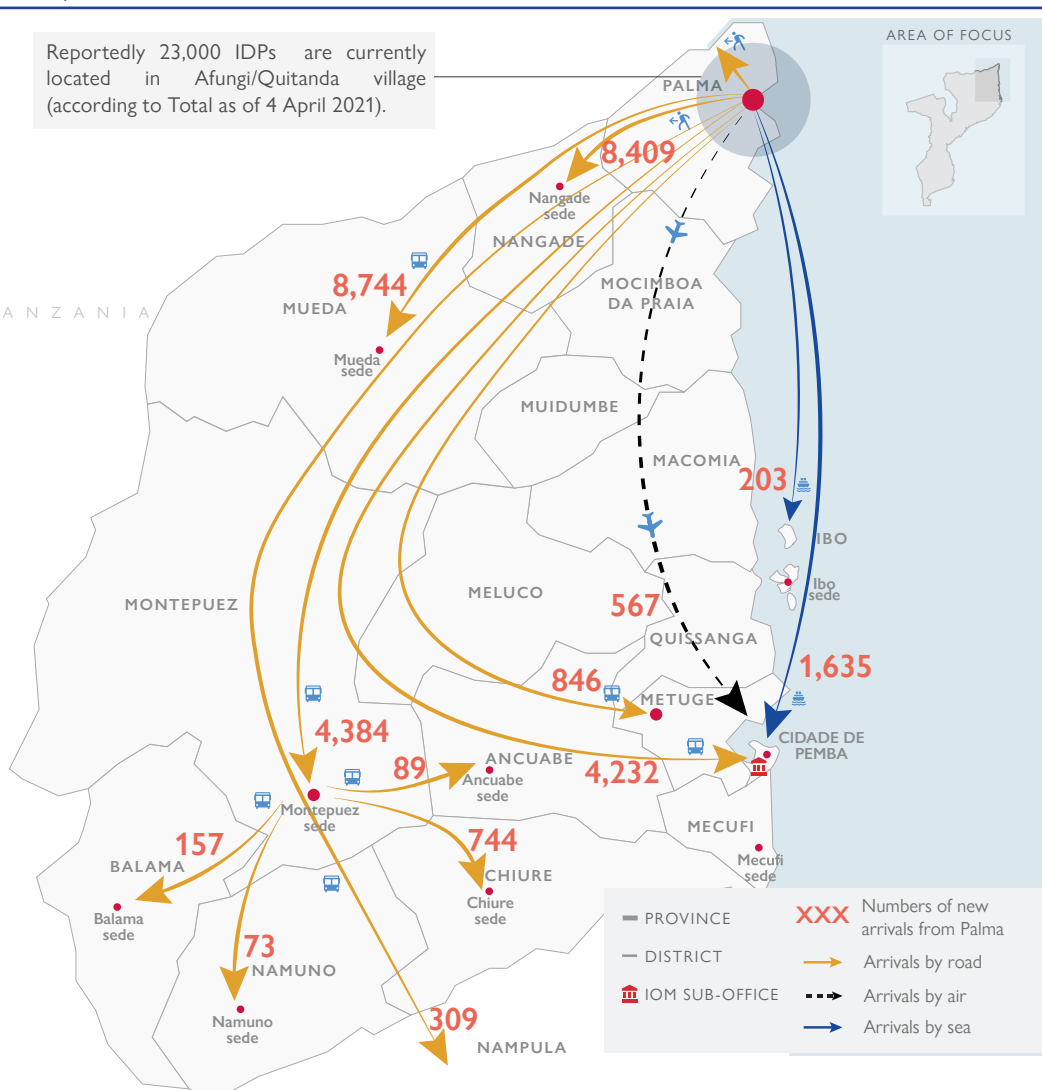 Reportedly 23,000 IDPs are currently
located in Afungi/Quitanda village
(according to Total as of 4 April 2021).
AREA OF FOCUS
PALMA
8,409
Nangade
sede
NANGADE
8,744
MUEDA
MOCIMBOA
DA PRAIA
ANZANIA
Mueda
sede
MUIDUMBE
MACOMIA
203
IBO
Ibo
sede
MONTEPUEZ
MELUCO
567
QUISSANGA
1,635
846
METUGE
4,384
CIDADE DE
PEMBA
89
ANCUABE
Ancuabe
sede
4,232
Montepuez
sede
MECUFI
157
744
BALAMA
CHIURE
Mecufi
sede
Chiure
sede
Balama
sede
73
NAMUNO
Namuno
sede
309
NAMPULA
PROVINCE
DISTRICT
IOM SUB-OFFICE
XXX Numbers of new
arrivals from Palma
Arrivals by road
Arrivals by air
Arrivals by sea